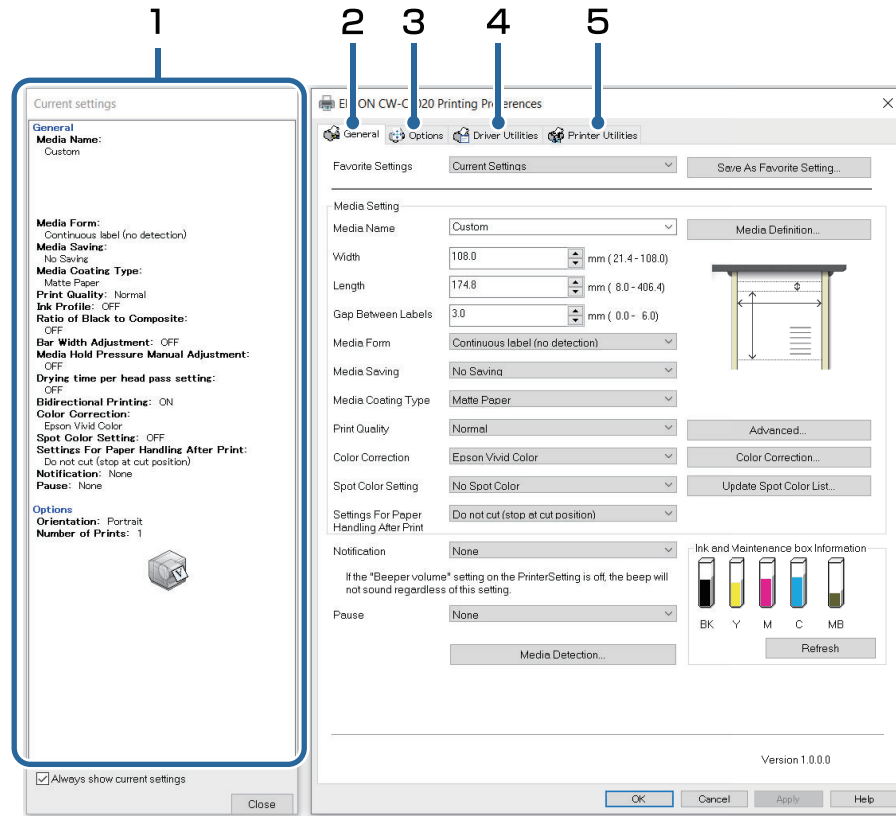 1 2 3 4 5
Current settings
General
Media Name:
Custom
Media Form:
Continuous label (no detection)
Media Saving:
No Saving
Media Coating Type:
Matte Paper
Print Quality: Normal
Ink Profile: OFF
Ratio of Black to Composite:
OFF
Bar Width Adjustment: OFF
Media Hold Pressure Manual Adjustment:
OFF
Drying time per head pass setting:
OFF
Bidirectional Printing: ON
Color Correction:
Epson Vivid Color
Spot Color Setting: OFF
Settings For Paper Handling After Print:
Do not cut (stop at cut position)
Notification: None
Pause: None
Options
Orientation: Portrait
Number of Prints: 1
Always show current settings
Close
Printing Preferences
General Options Driver Utilities Printer Utilities
Favorite Settings Current Settings Save As Favorite Setting...
Media Setting
Media Name Custom Media Definition...
Width 108.0 mm ( 21.4 - 108.0)
Length 174.8 mm ( 8.0 - 406.4)
Gap Between Labels 3.0 mm ( 0.0 - 6.0)
Media Form Continuous label (no detection)
Media Saving No Saving
Media Coating Type Matte Paper
Print Quality Normal Advanced...
Color Correction Epson Vivid Color Color Correction...
Spot Color Setting No Spot Color Update Spot Color List...
Settings For Paper Do not cut (stop at cut position)
Handling After Print
Notification None
If the "Beeper volume" setting on the PrinterSetting is off, the beep will
not sound regardless of this setting.
Pause None
Media Detection...
Ink and Maintenance box Information
BK Y M C MB
Refresh
Version 1.0.0.0
OK Cancel Apply Help